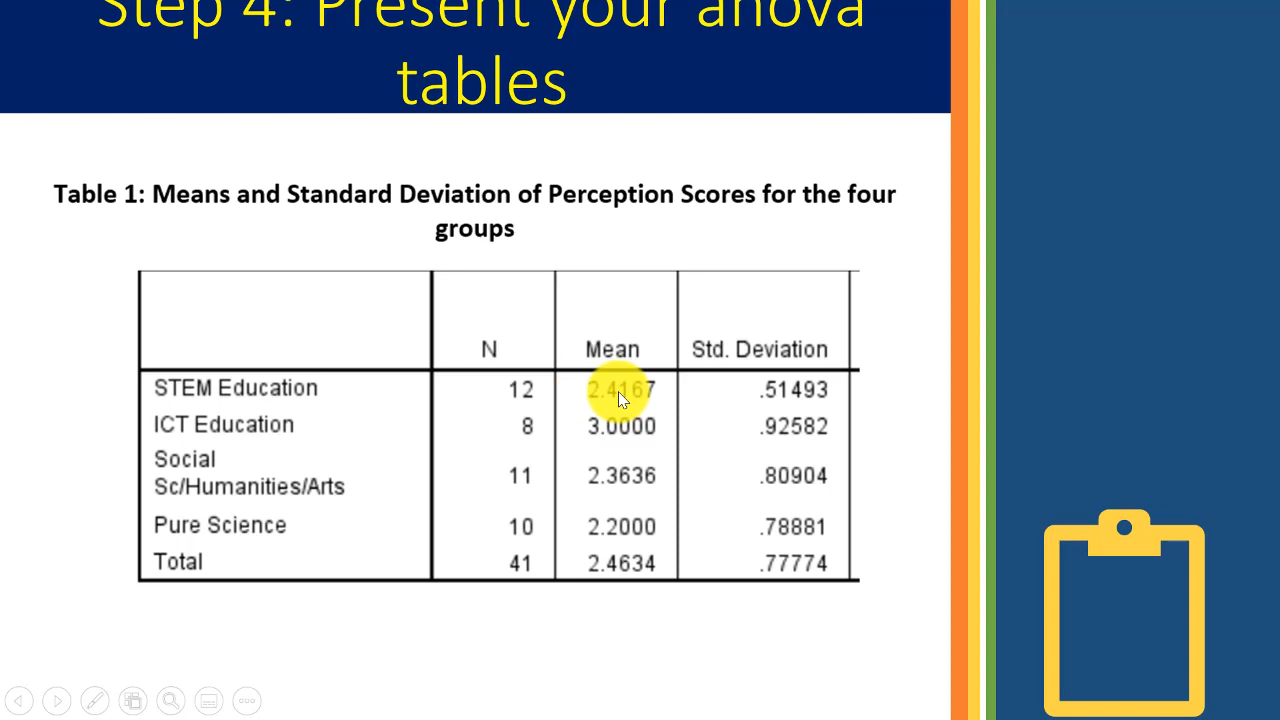 Step 4: Present your anova
tables
Table 1: Means and Standard Deviation of Perception Scores for the four
groups
N Mean Std. Deviation
STEM Education 12 2.4167 .51493
ICT Education 8 3.0000 .92582
Social
Sc/Humanities/Arts 11 2.3636 .80904
Pure Science 10 2.2000 .78881
Total 41 2.4634 .77774